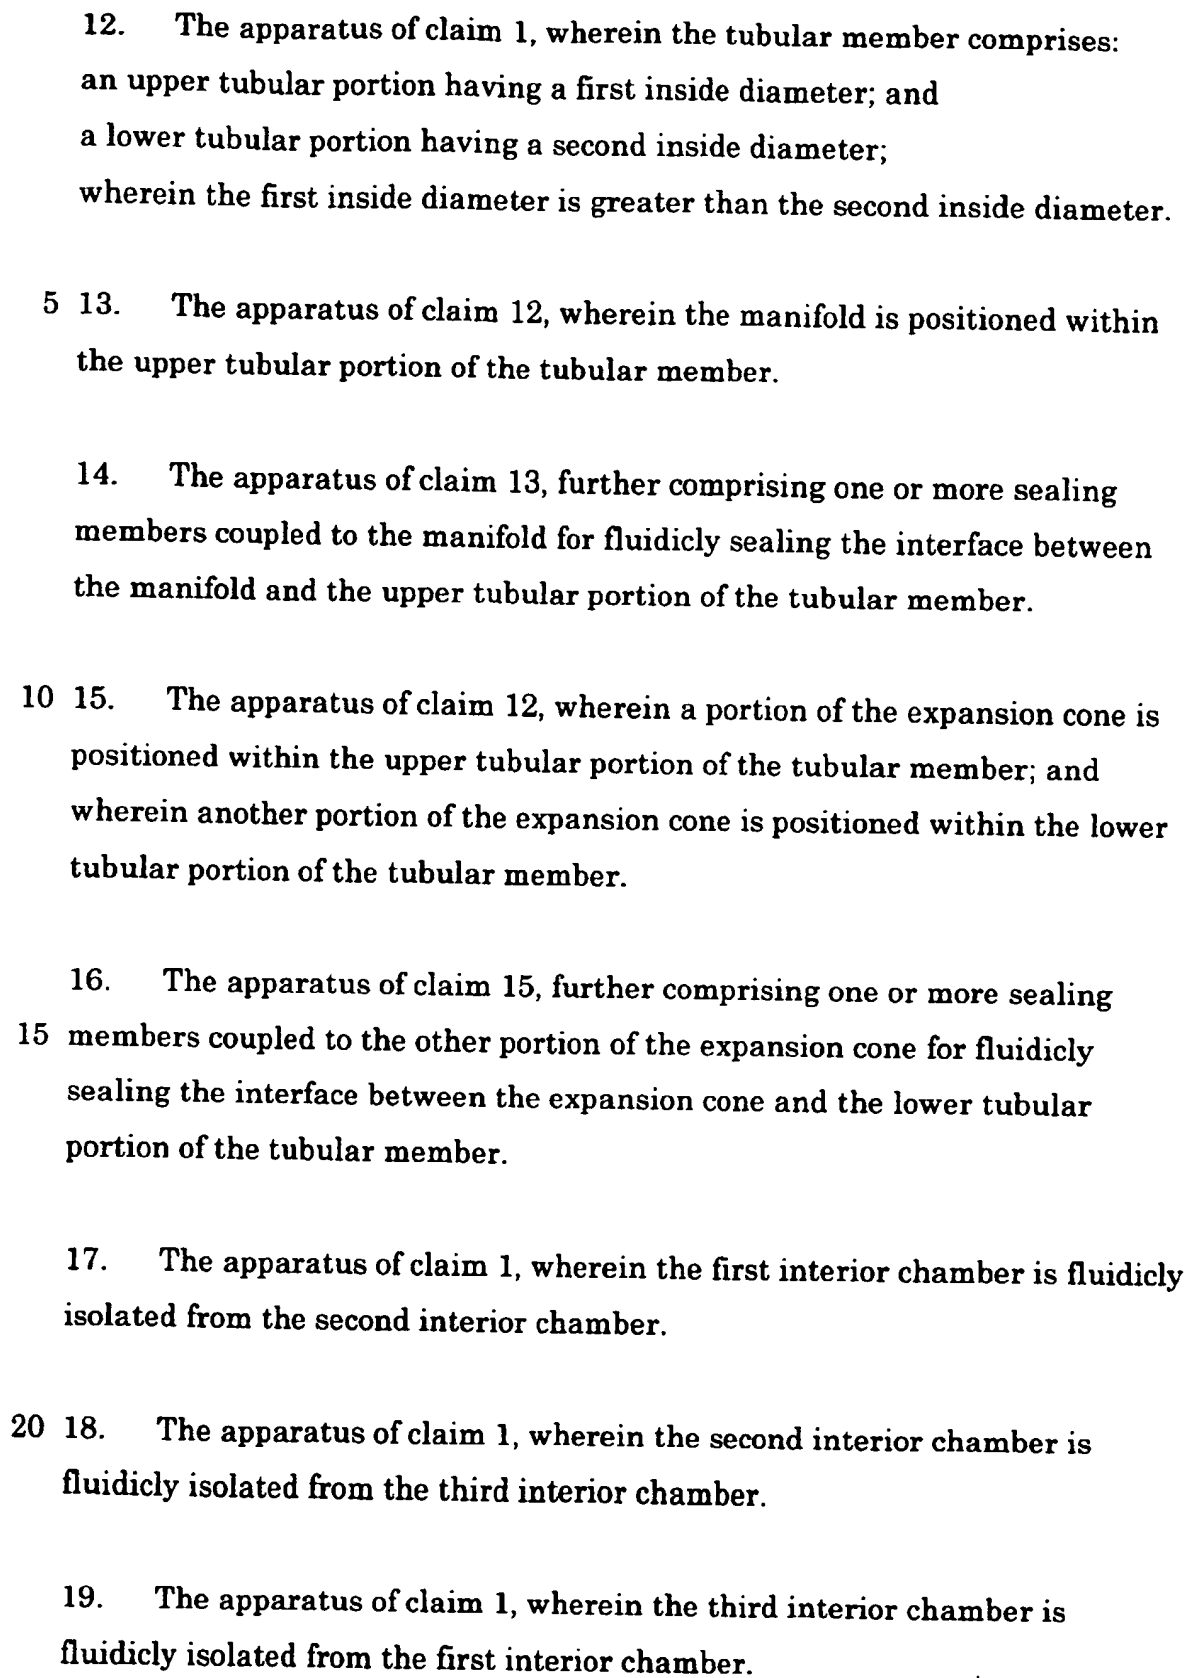 12. The apparatus of claim 1, wherein the tubular member comprises:
an upper tubular portion having a first inside diameter; and
a lower tubular portion having a second inside diameter;
wherein the first inside diameter is greater than the second inside diameter.
5 13. The apparatus of claim 12, wherein the manifold is positioned within
the upper tubular portion of the tubular member.
14. The apparatus of claim 13, further comprising one or more sealing
members coupled to the manifold for fluidicly sealing the interface between
the manifold and the upper tubular portion of the tubular member.
10 15. The apparatus of claim 12, wherein a portion of the expansion cone is
positioned within the upper tubular portion of the tubular member; and
wherein another portion of the expansion cone is positioned within the lower
tubular portion of the tubular member.
16. The apparatus of claim 15, further comprising one or more sealing
15 members coupled to the other portion of the expansion cone for fluidicly
sealing the interface between the expansion cone and the lower tubular
portion of the tubular member.
17. The apparatus of claim 1, wherein the first interior chamber is fluidicly
isolated from the second interior chamber.
20 18. The apparatus of claim 1, wherein the second interior chamber is
fluidicly isolated from the third interior chamber.
19. The apparatus of claim 1, wherein the third interior chamber is
fluidicly isolated from the first interior chamber.